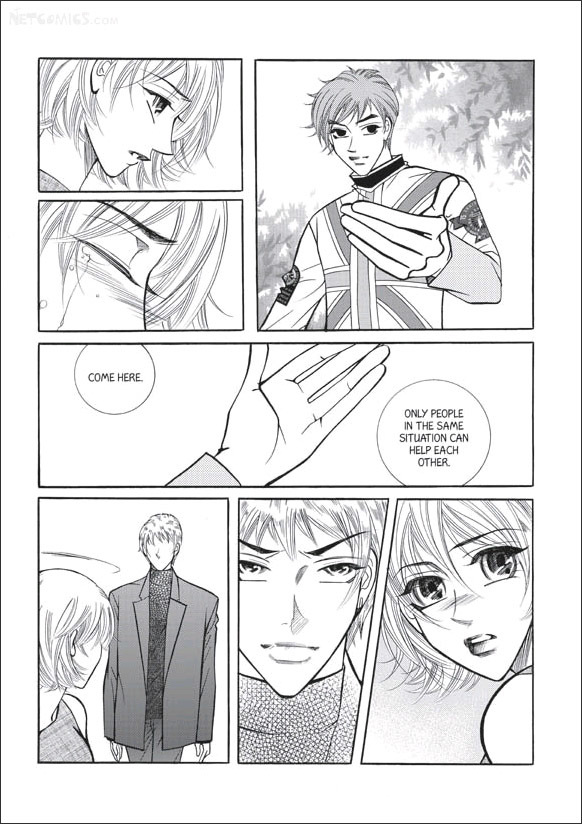 NETCOMICS.COM
COME HERE.
ONLY PEOPLE
IN THE SAME
SITUATION CAN
HELP EACH
OTHER.